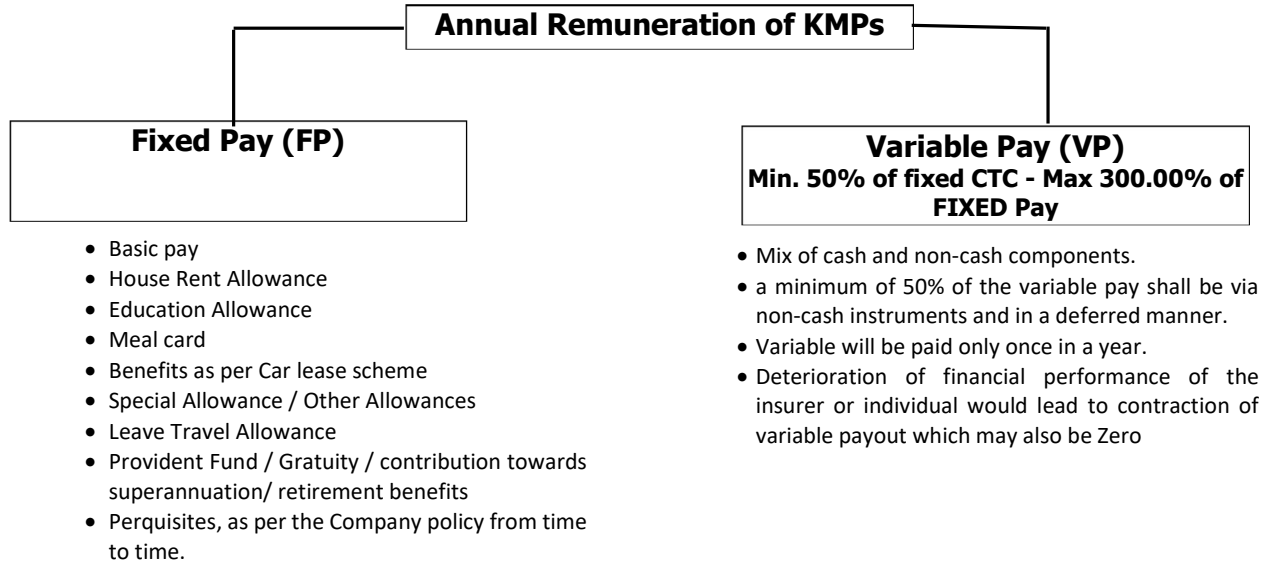 Annual Remuneration of KMPs
Fixed Pay (FP)
• Basic pay
• House Rent Allowance
• Education Allowance
• Meal card
• Benefits as per Car lease scheme
• Special Allowance / Other Allowances
• Leave Travel Allowance
• Provident Fund / Gratuity / contribution towards
superannuation/ retirement benefits
• Perquisites, as per the Company policy from time
to time.
Variable Pay (VP)
Min. 50% of fixed CTC - Max 300.00% of
FIXED Pay
• Mix of cash and non-cash components.
• a minimum of 50% of the variable pay shall be via
non-cash instruments and in a deferred manner.
• Variable will be paid only once in a year.
• Deterioration of financial performance of the
insurer or individual would lead to contraction of
variable payout which may also be Zero